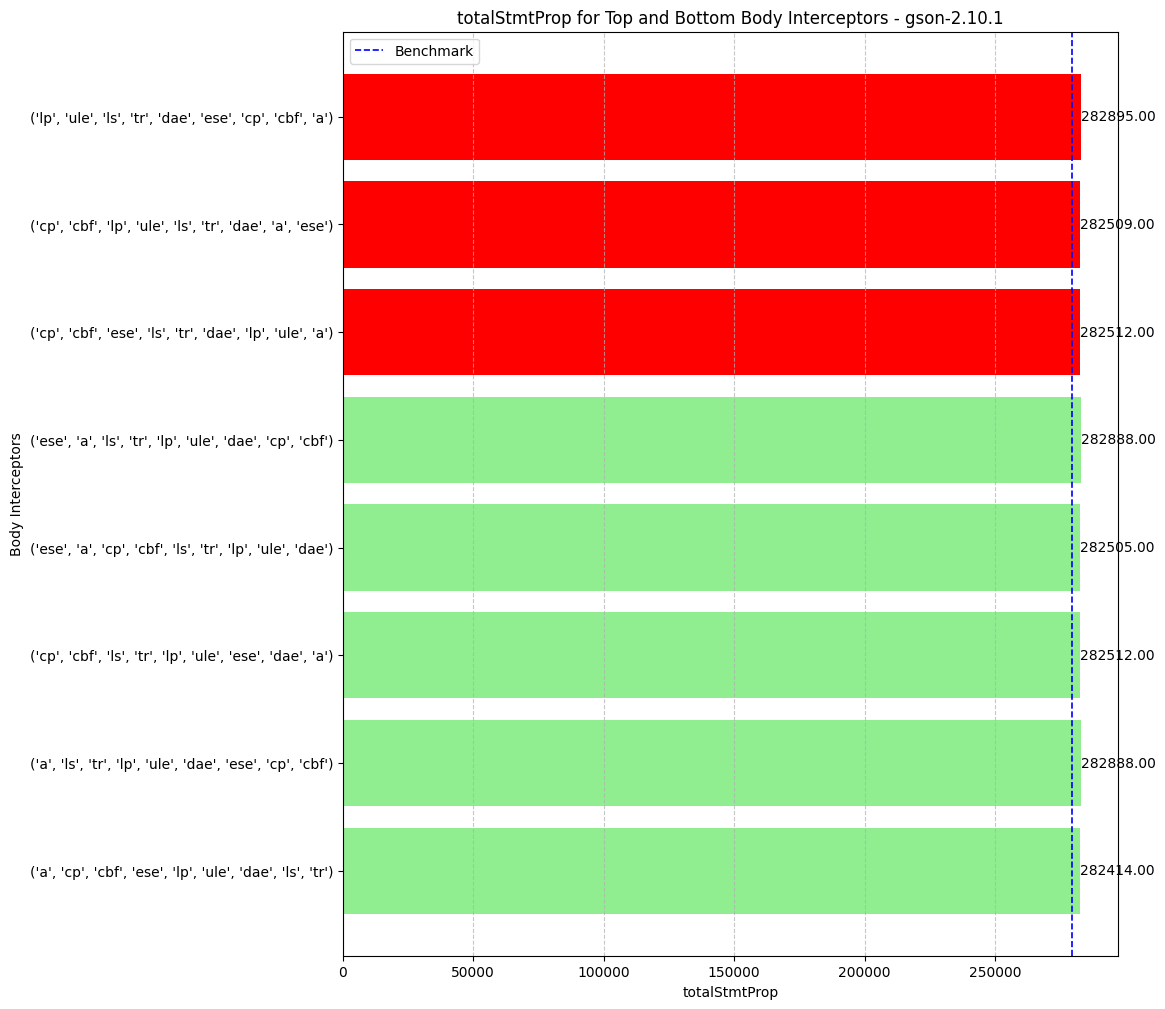 totalStmtProp for Top and Bottom Body Interceptors - gson-2.10.1
Benchmark
('lp', 'ule', 'ls', 'tr', 'dae', 'ese', 'cp', 'cbf', 'a')
282895.00
('cp', 'cbf', 'lp', 'ule', 'ls', 'tr', 'dae', 'a', 'ese')
282509.00
('cp', 'cbf', 'ese', 'ls', 'tr', 'dae', 'lp', 'ule', 'a')
282512.00
('ese', 'a', 'ls', 'tr', 'lp', 'ule', 'dae', 'cp', 'cbf')
282888.00
('ese', 'a', 'cp', 'cbf', 'ls', 'tr', 'lp', 'ule', 'dae')
282505.00
('cp', 'cbf', 'ls', 'tr', 'lp', 'ule', 'ese', 'dae', 'a')
282512.00
('a', 'ls', 'tr', 'lp', 'ule', 'dae', 'ese', 'cp', 'cbf')
282888.00
('a', 'cp', 'cbf', 'ese', 'lp', 'ule', 'dae', 'ls', 'tr')
282414.00
Body Interceptors
0 50000 100000 150000 200000 250000
totalStmtProp